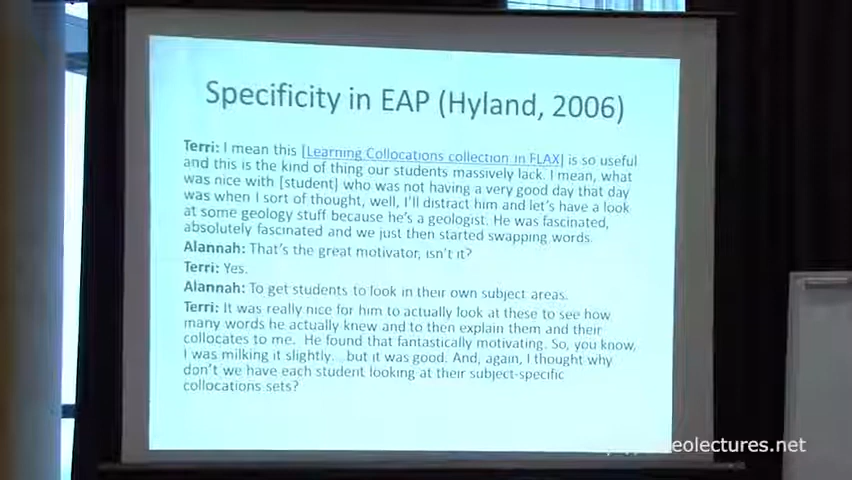 Specificity in EAP (Hyland, 2006)
Terri: I mean this [Learning Collocations collection in FLAX] is so useful
and this is the kind of thing our students massively lack. I mean, what
was nice with [student] who was not having a very good day that day
was when I sort of thought, well, I'll distract him and let's have a look
at some geology stuff because he's a geologist. He was fascinated,
absolutely fascinated and we just then started swapping words.
Alannah: That's the great motivator, isn't it?
Terri: Yes.
Alannah: To get students to look in their own subject areas.
Terri: It was really nice for him to actually look at these to see how
many words he actually knew and to then explain them and their
collocates to me. He found that fantastically motivating. So, you know,
I was milking it slightly... but it was good. And, again, I thought why
don't we have each student looking at their subject-specific
collocations sets?
eolectures.net